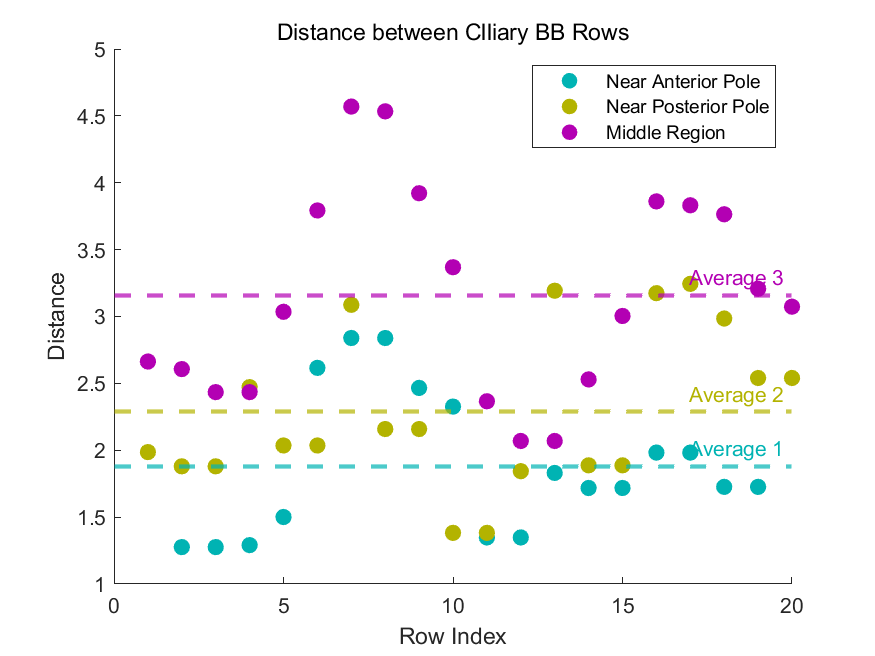 Distance between CIliary BB Rows
5
4.5
4
3.5
3
2.5
2
1.5
1
Distance
Near Anterior Pole
Near Posterior Pole
Middle Region
Average 3
Average 2
Average 1
0 5 10 15 20
Row Index